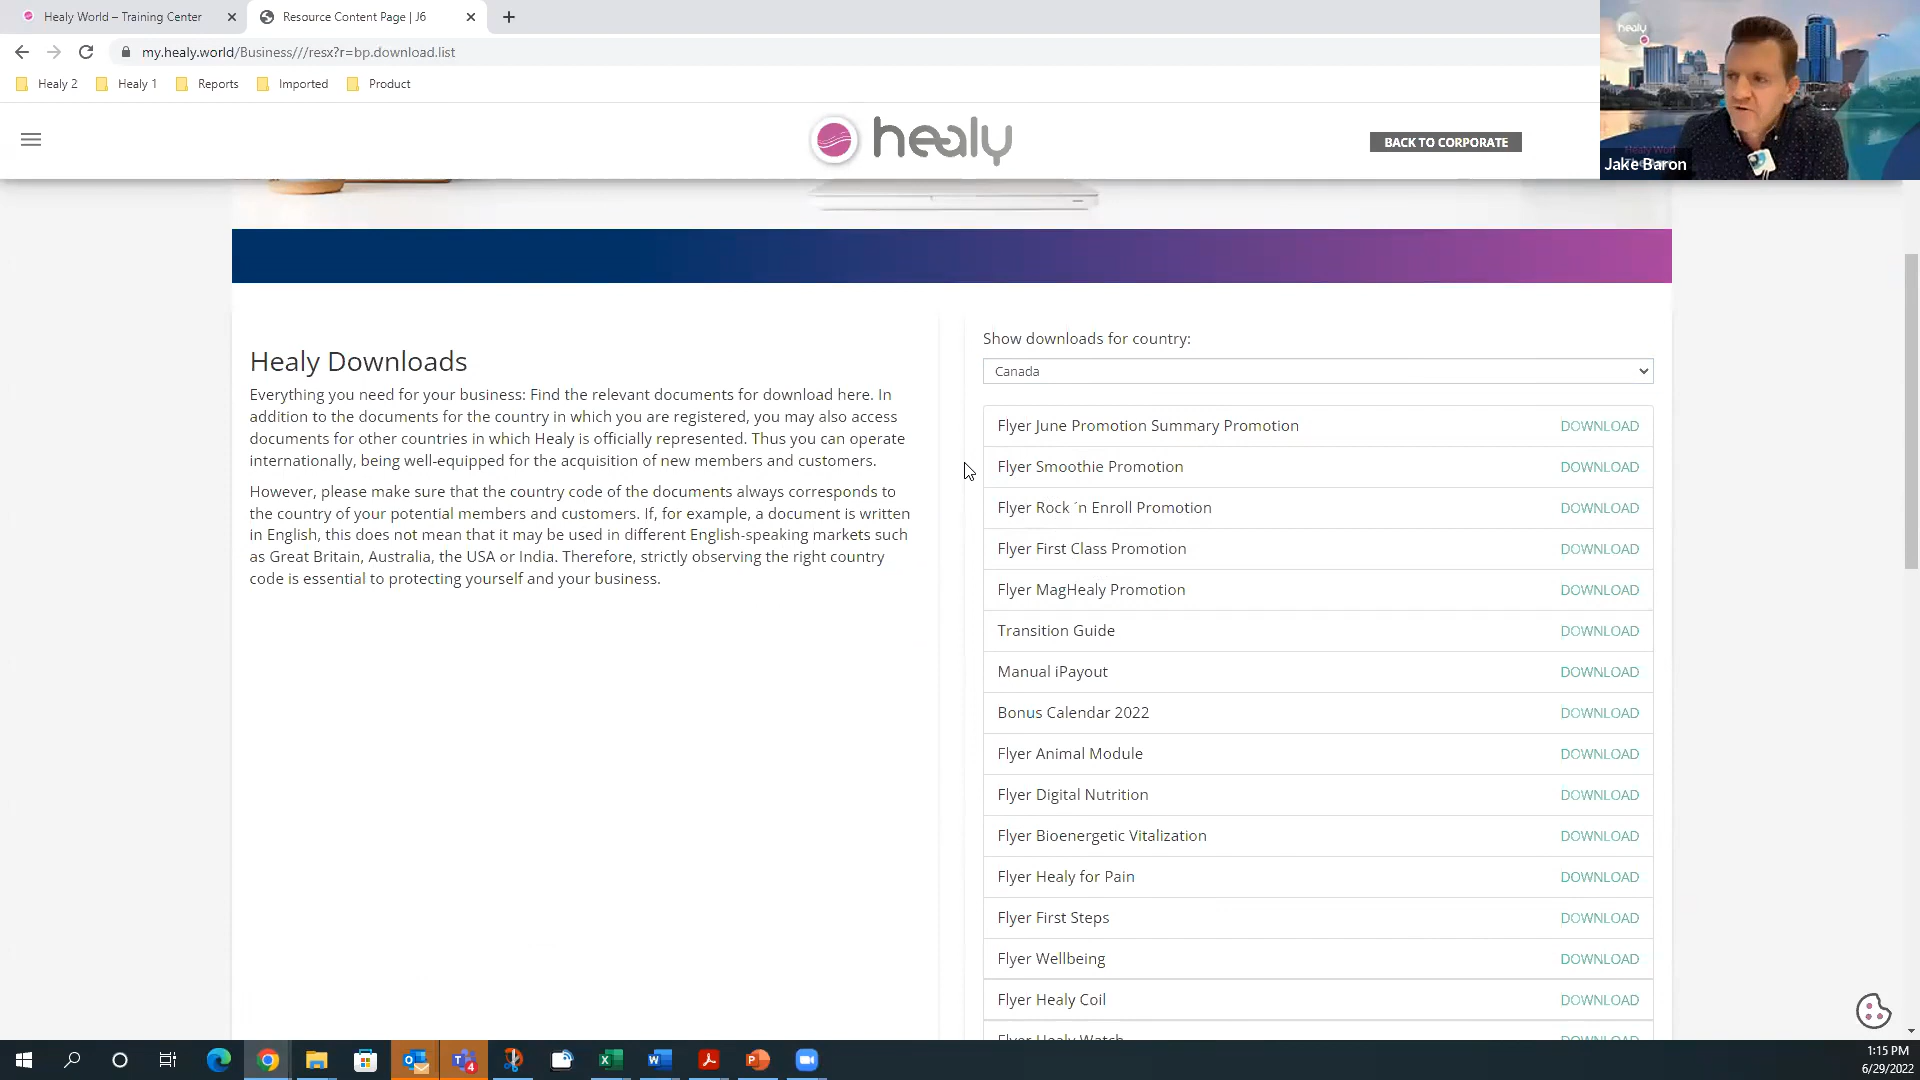 Healy World – Training Center
Resource Content Page | J6
my.healy.world/Business///resx?r=bp.download.list
Healy 2
Healy 1
Reports
Imported
Product
healy
BACK TO CORPORATE
healy
Jake Baron
Healy Downloads
Everything you need for your business: Find the relevant documents for download here. In
addition to the documents for the country in which you are registered, you may also access
documents for other countries in which Healy is officially represented. Thus you can operate
internationally, being well-equipped for the acquisition of new members and customers.
However, please make sure that the country code of the documents always corresponds to
the country of your potential members and customers. If, for example, a document is written
in English, this does not mean that it may be used in different English-speaking markets such
as Great Britain, Australia, the USA or India. Therefore, strictly observing the right country
code is essential to protecting yourself and your business.
Show downloads for country:
Canada
Flyer June Promotion Summary Promotion DOWNLOAD
Flyer Smoothie Promotion DOWNLOAD
Flyer Rock ´n Enroll Promotion DOWNLOAD
Flyer First Class Promotion DOWNLOAD
Flyer MagHealy Promotion DOWNLOAD
Transition Guide DOWNLOAD
Manual iPayout DOWNLOAD
Bonus Calendar 2022 DOWNLOAD
Flyer Animal Module DOWNLOAD
Flyer Digital Nutrition DOWNLOAD
Flyer Bioenergetic Vitalization DOWNLOAD
Flyer Healy for Pain DOWNLOAD
Flyer First Steps DOWNLOAD
Flyer Wellbeing DOWNLOAD
Flyer Healy Coil DOWNLOAD
Flyer Healy Watch DOWNLOAD
4
1:15 PM
6/29/2022